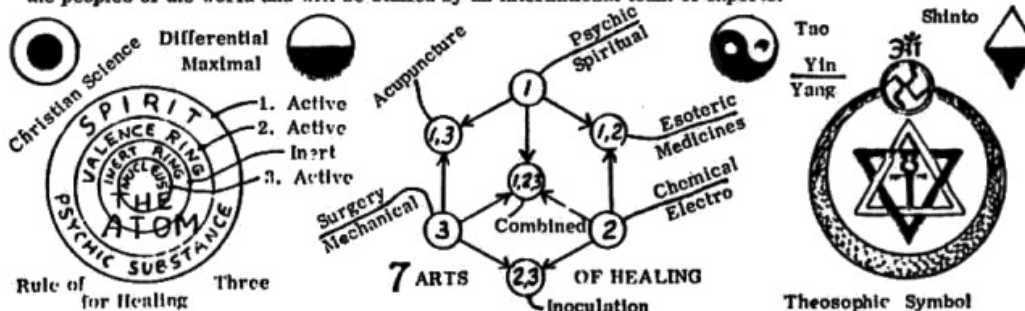 the peoples of the world and will be staffed by an international team of experts.
Christian Science
Differential
Maximal
SPIRIT
VALENCE RING
INERT RING
NUCLEUS
THE
ATOM
PSYCHIC SUBSTANCE
1. Active
2. Active
Inert
3. Active
Rule of Three
for Healing
Psychic
Spiritual
Acupuncture
1
1,3
1,2
Esoteric
Medicines
1,2,3
Surgery
Mechanical
3
Combined
2
Chemical
Electro
2,3
7 ARTS OF HEALING
Inoculation
Tao
Yin
Yang
Shinto
Theosophic Symbol